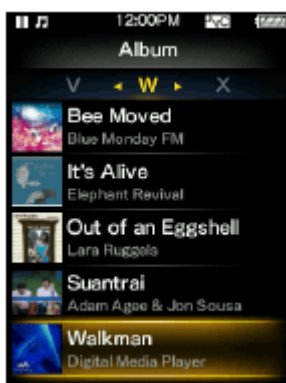 12:00PM
Album
V W X
Bee Moved
Blue Monday FM
It's Alive
Elephant Revival
Out of an Eggshell
Lara Ruggels
Suantrai
Adam Agee & Jon Sousa
Walkman
Digital Media Player